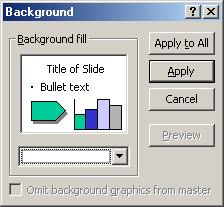 Background
Background fill
Title of Slide
• Bullet text
Apply to All
Apply
Cancel
Preview
Omit background graphics from master